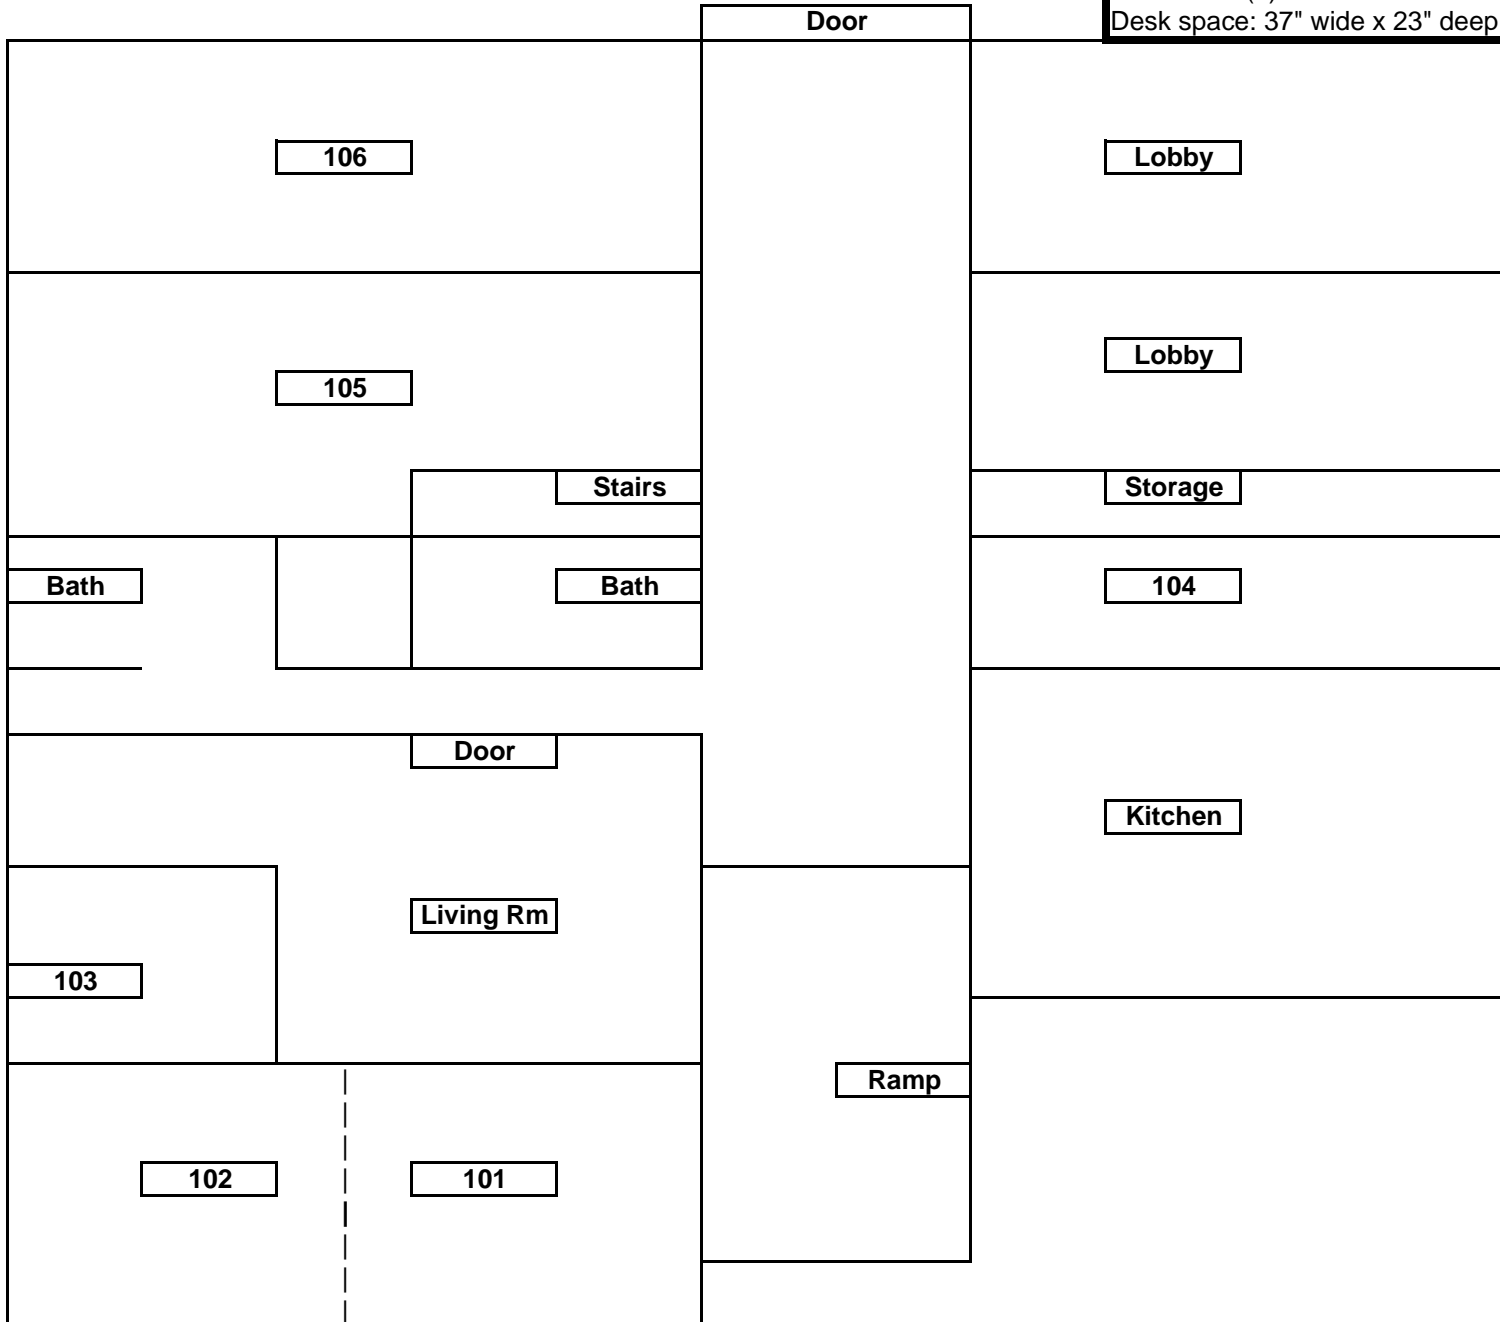 Door
Desk space: 37" wide x 23" deep
106
Lobby
Lobby
105
Stairs
Storage
Bath
Bath
104
Door
Kitchen
Living Rm
103
Ramp
102
101